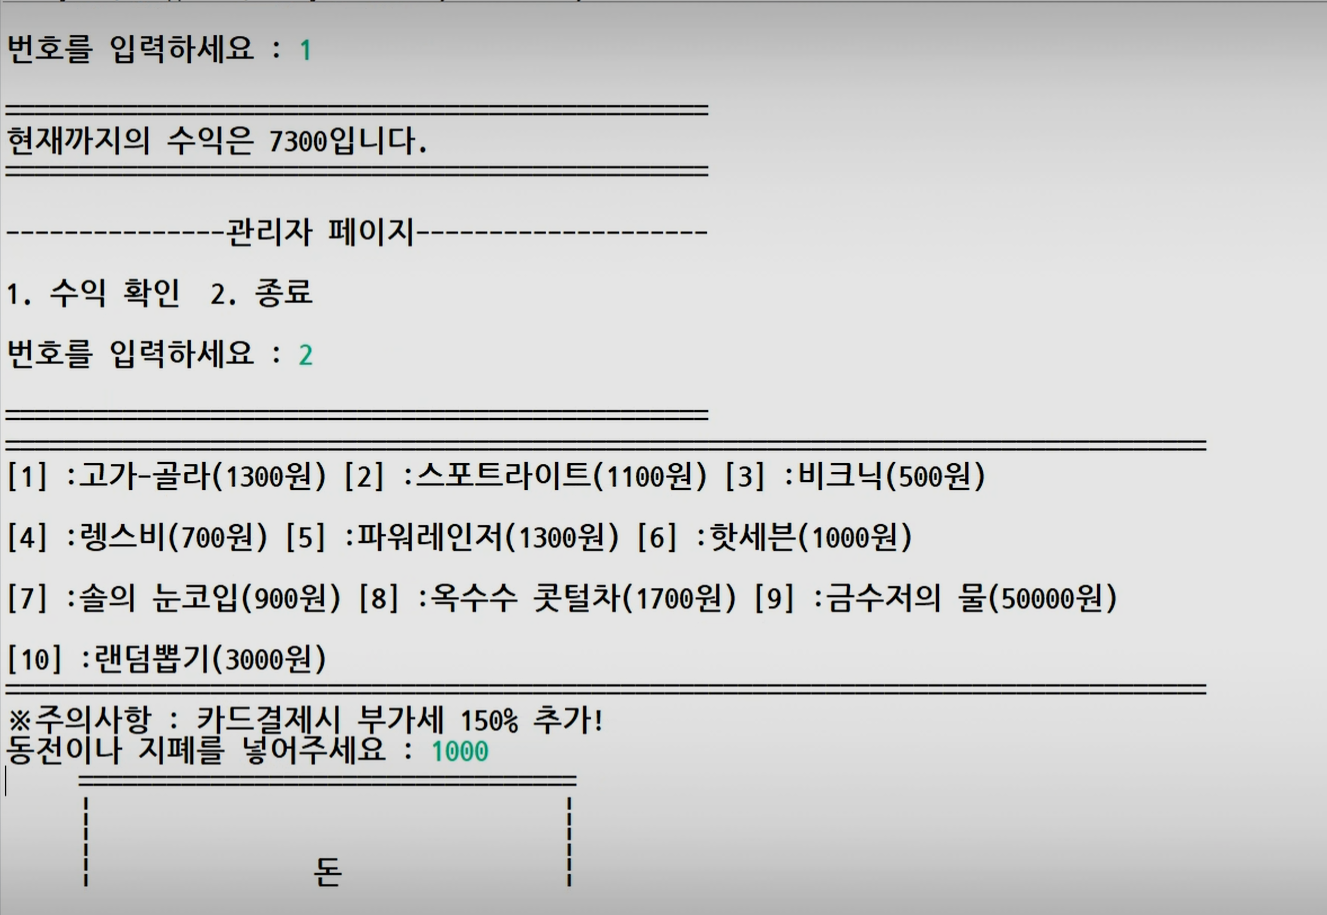 번호를 입력하세요 : 1
================================================
현재까지의 수익은 7300입니다.
================================================
---------------관리자 페이지--------------------
1. 수익 확인  2. 종료
번호를 입력하세요 : 2
================================================
==================================================================================
[1] :고가-골라(1300원) [2] :스포트라이트(1100원) [3] :비크닉(500원)
[4] :렝스비(700원) [5] :파워레인저(1300원) [6] :핫세븐(1000원)
[7] :솔의 눈코입(900원) [8] :옥수수 콧털차(1700원) [9] :금수저의 물(50000원)
[10] :랜덤뽑기(3000원)
==================================================================================
※주의사항 : 카드결제시 부가세 150% 추가!
동전이나 지폐를 넣어주세요 : 1000
==================================
돈